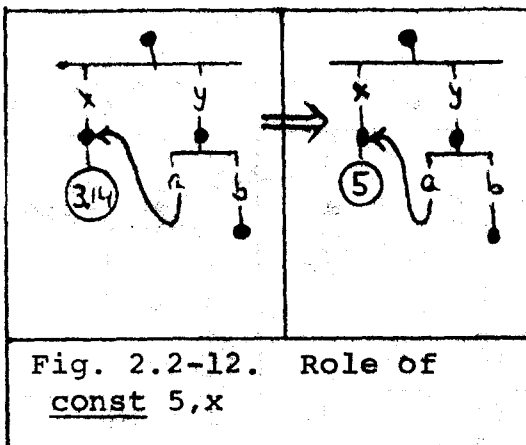 x y x y
3.14 a b 5 a b
Fig. 2.2-12. Role of
const 5,x